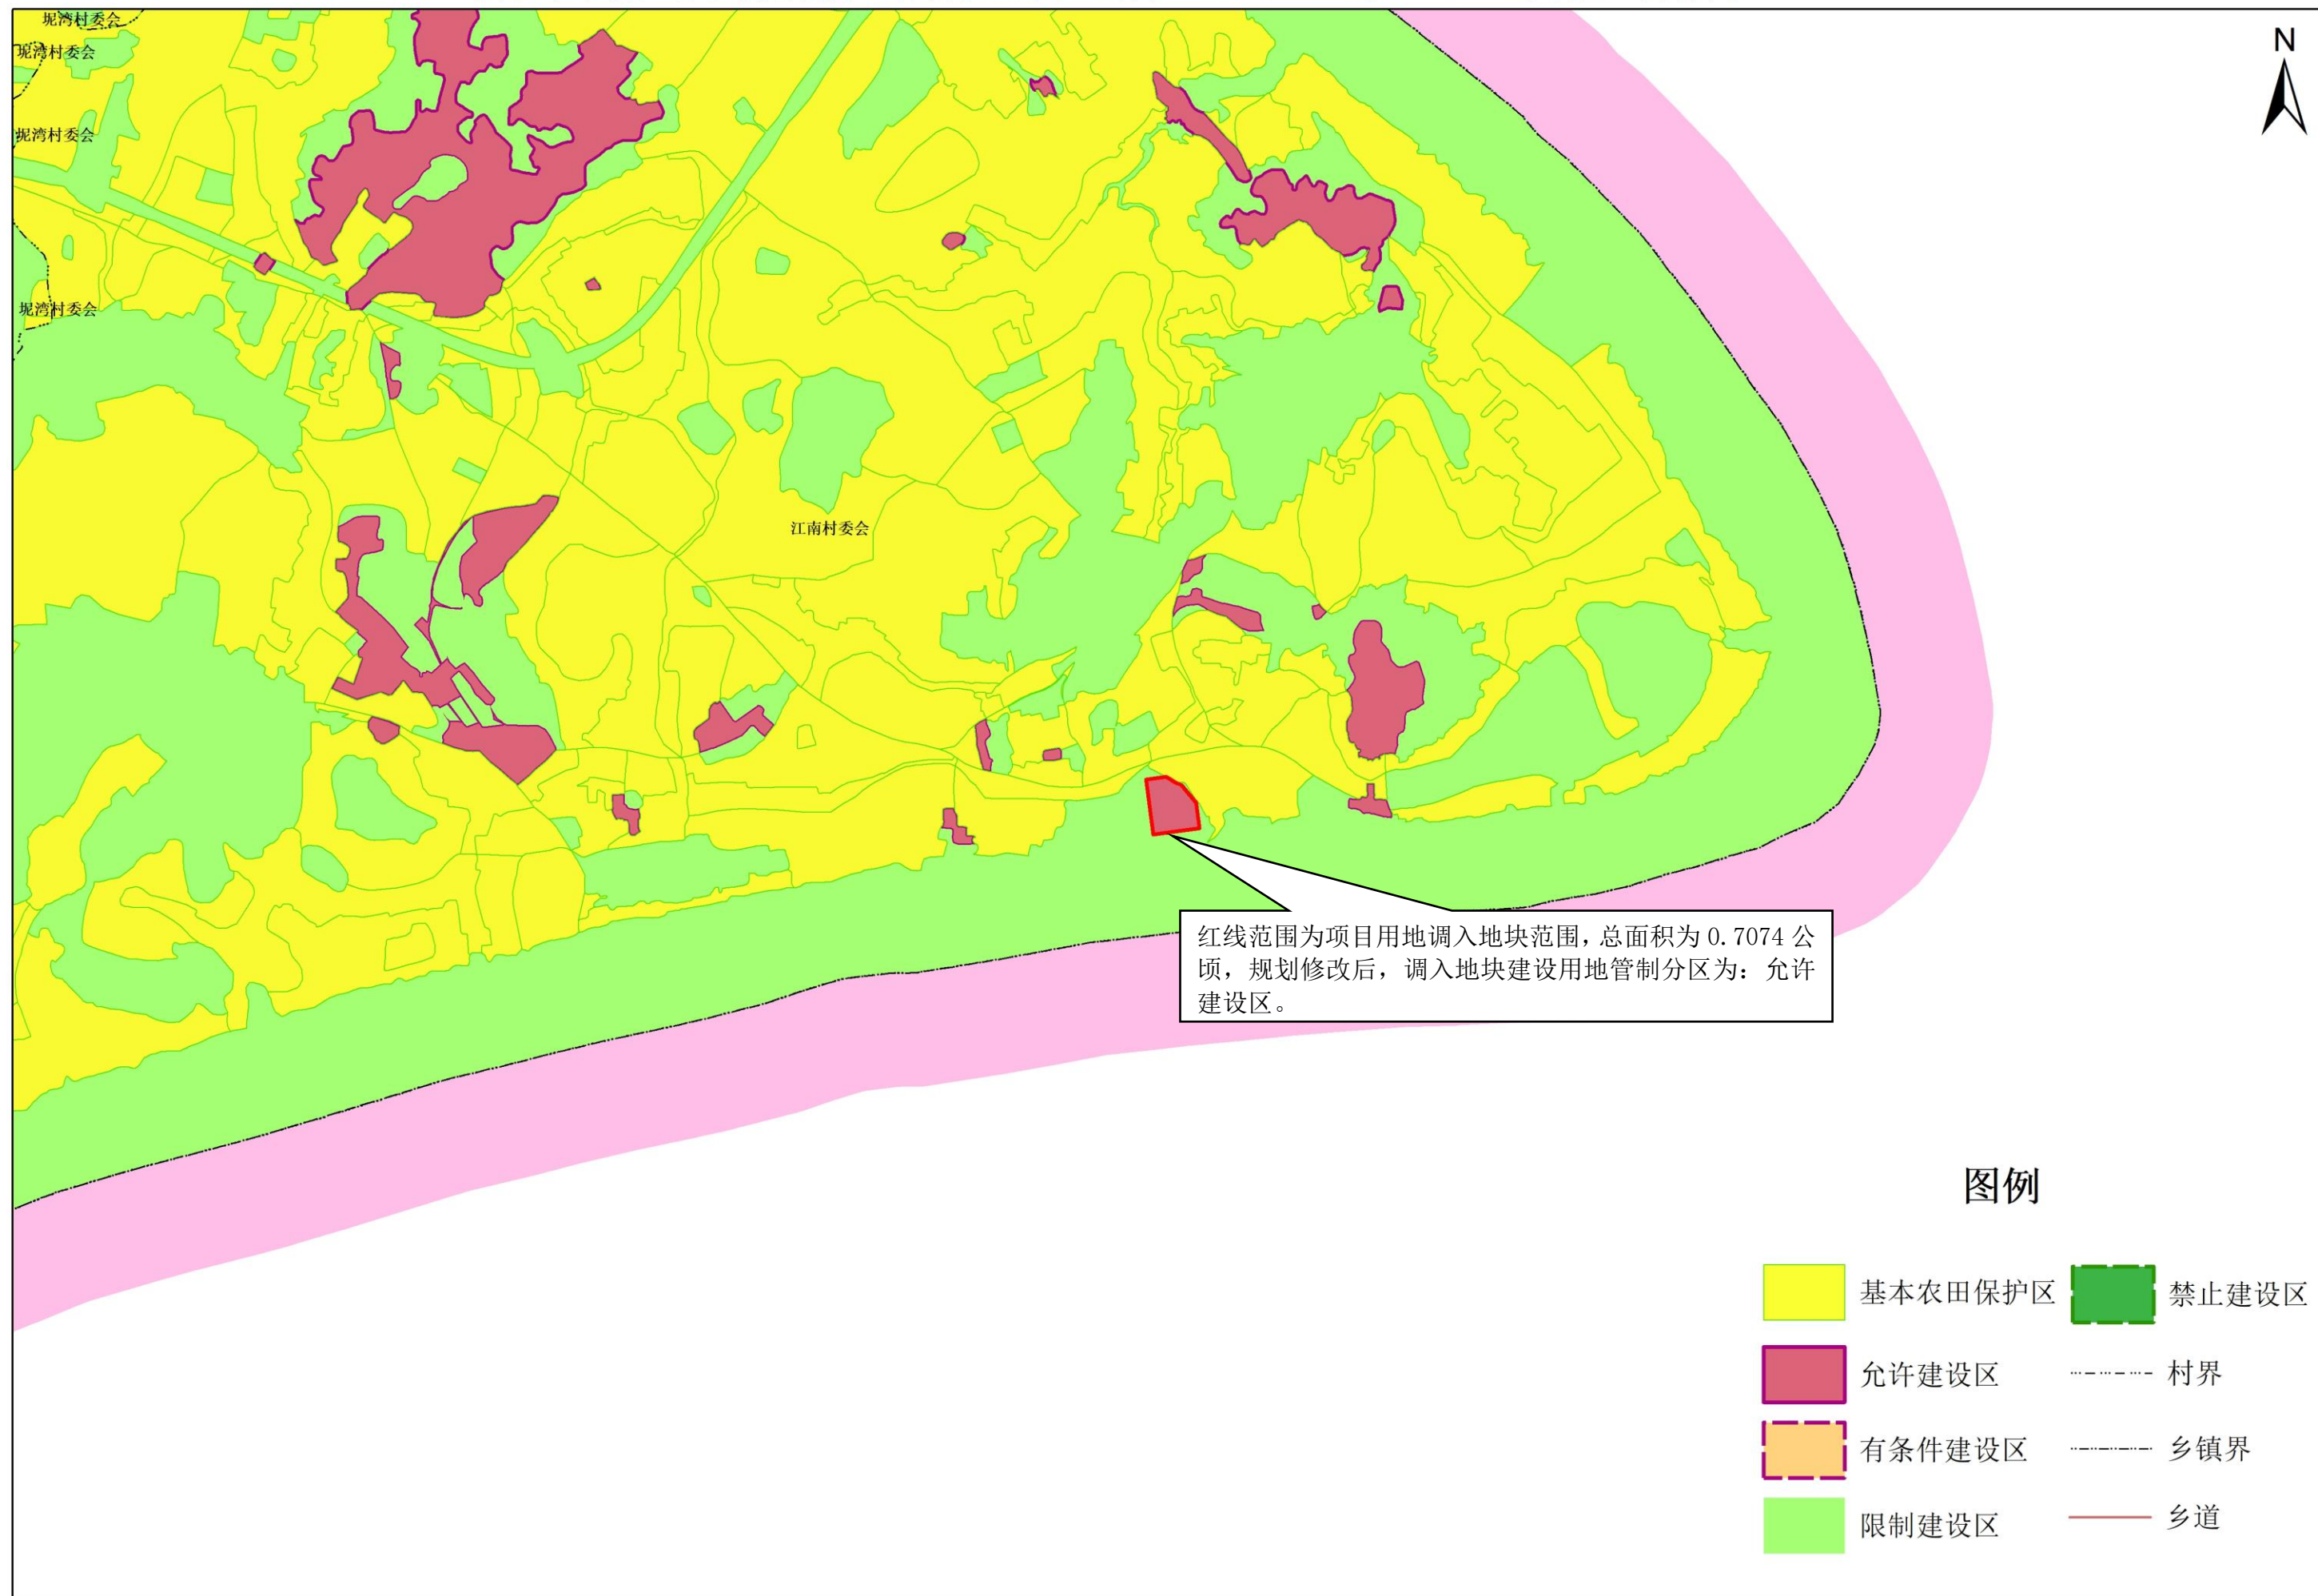 坭湾村委会
坭湾村委会
N
坭湾村委会
坭湾村委会
江南村委会
红线范围为项目用地调入地块范围，总面积为 0.7074 公
顷，规划修改后，调入地块建设用地管制分区为：允许
建设区。
图例
基本农田保护区
禁止建设区
允许建设区
村界
有条件建设区
乡镇界
限制建设区
乡道